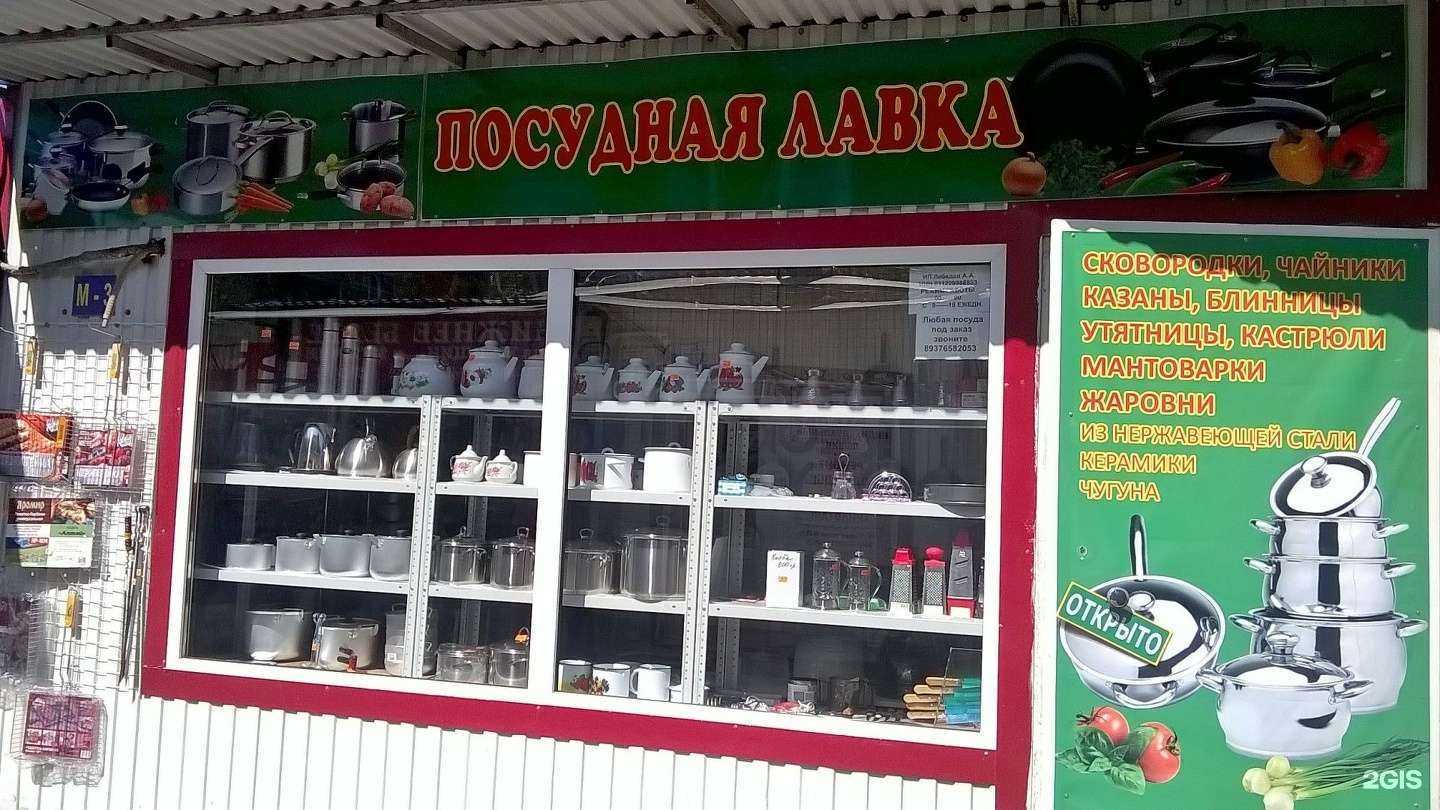 ПОСУДНАЯ ЛАВКА
М - 3
Любая посуда
под заказ
звоните
89376582053
СКОВОРОДКИ, ЧАЙНИКИ
КАЗАНЫ, БЛИННИЦЫ
УТЯТНИЦЫ, КАСТРЮЛИ
МАНТОВАРКИ
ЖАРОВНИ
ИЗ НЕРЖАВЕЮЩЕЙ СТАЛИ
КЕРАМИКИ
ЧУГУНА
ОТКРЫТО
2GIS